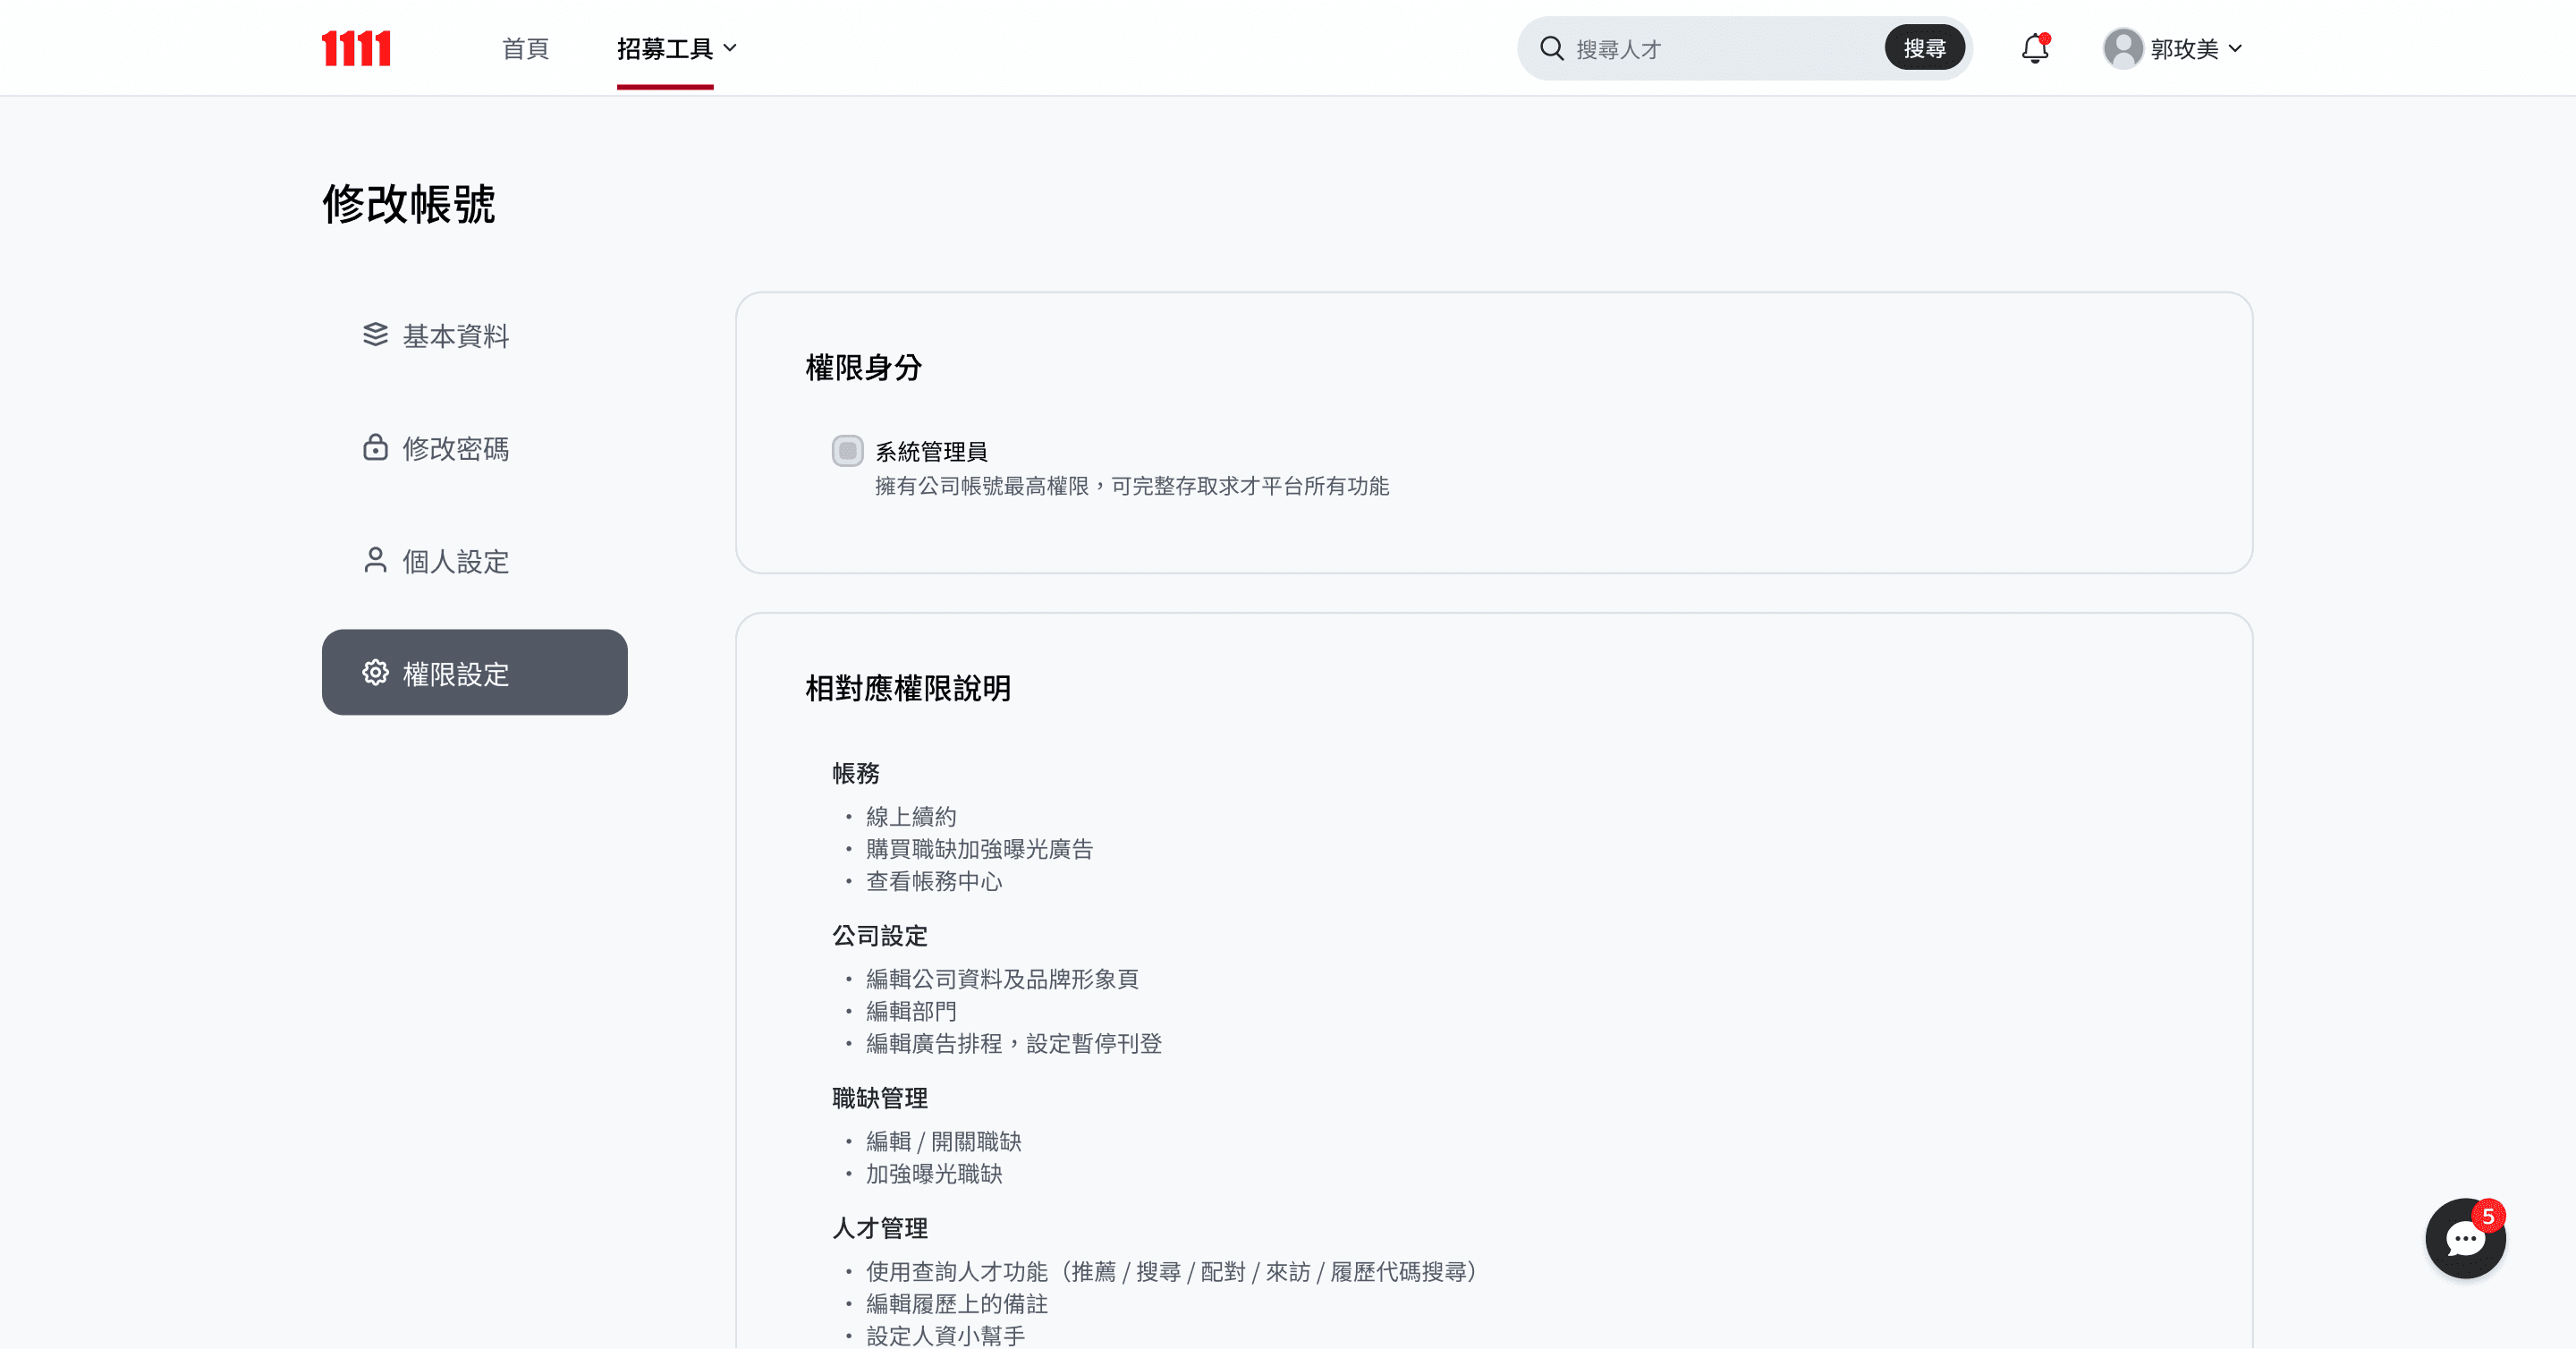 1111
首頁
招募工具
搜尋人才
搜尋
郭玫美
修改帳號
基本資料
修改密碼
個人設定
權限設定
權限身分
系統管理員
擁有公司帳號最高權限，可完整存取求才平台所有功能
相對應權限說明
帳務
• 線上續約
• 購買職缺加強曝光廣告
• 查看帳務中心
公司設定
• 編輯公司資料及品牌形象頁
• 編輯部門
• 編輯廣告排程，設定暫停刊登
職缺管理
• 編輯 / 開關職缺
• 加強曝光職缺
人才管理
• 使用查詢人才功能（推薦 / 搜尋 / 配對 / 來訪 / 履歷代碼搜尋）
• 編輯履歷上的備註
• 設定人資小幫手
5